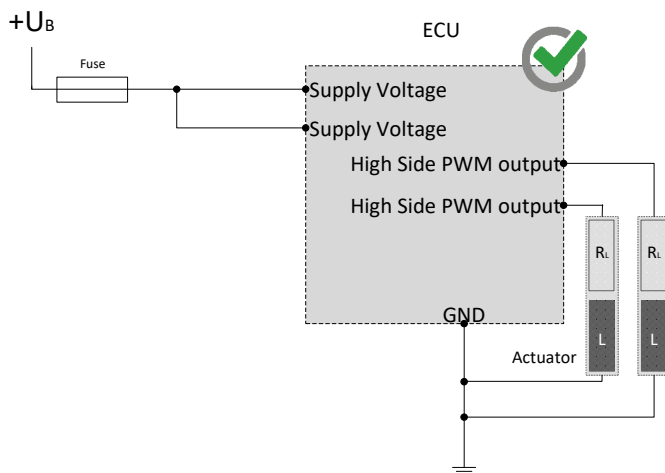 +UB
ECU
Fuse
Supply Voltage
Supply Voltage
High Side PWM output
High Side PWM output
RL
RL
GND
L
L
Actuator